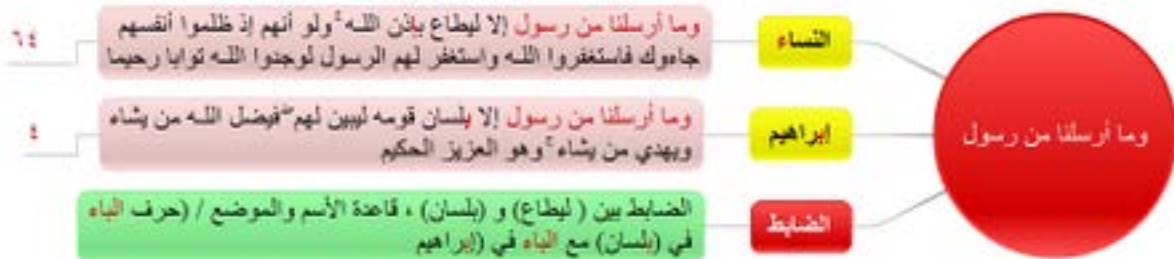 وما أرسلنا من رسول
النساء
وما أرسلنا من رسول إلا ليطاع بإذن الله ۚ ولو أنهم إذ ظلموا أنفسهم
جاءوك فاستغفروا الله واستغفر لهم الرسول لوجدوا الله توابا رحيما
٦٤
إبراهيم
وما أرسلنا من رسول إلا بلسان قومه ليبين لهم ۖ فيضل الله من يشاء
ويهدي من يشاء ۚ وهو العزيز الحكيم
٤
الضابط
الضابط بين ( ليطاع) و (بلسان) ، قاعدة الأسم والموضع / (حرف الباء
في (بلسان) مع الباء في (إبراهيم